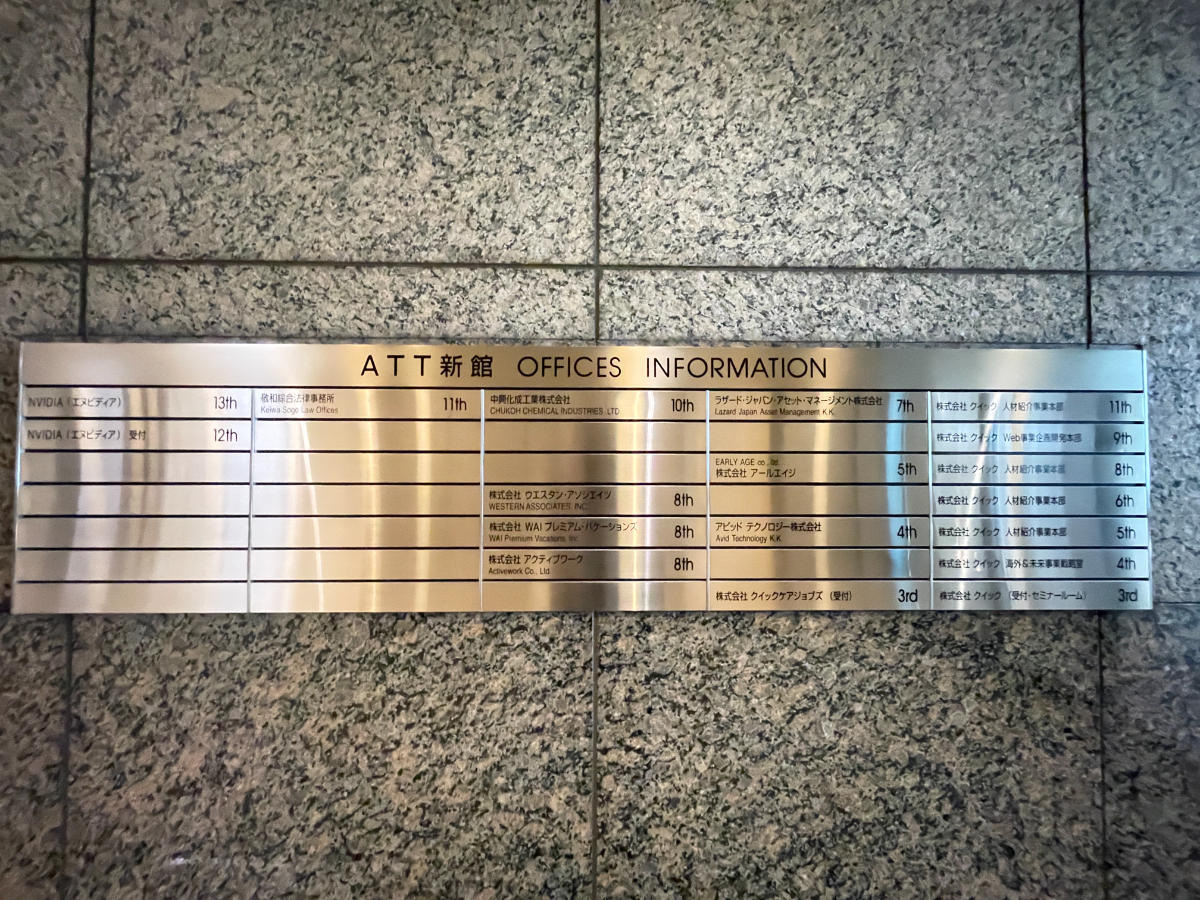 ATT新館 OFFICES INFORMATION
NVIDIA（エヌビディア） 13th
NVIDIA（エヌビディア） 受付 12th
敬和綜合法律事務所 11th
Keiwa Sogo Law Offices
中興化成工業株式会社 10th
CHUKOH CHEMICAL INDUSTRIES .LTD
株式会社 ウエスタン・アソシエイツ 8th
WESTERN ASSOCIATES. INC.
株式会社 WAI プレミアム・バケーションズ 8th
WAI Premium Vacations, Inc.
株式会社 アクティブワーク 8th
Activework Co., Ltd.
ラザード・ジャパン・アセット・マネージメント株式会社 7th
Lazard Japan Asset Management K.K.
EARLY AGE co.,ltd. 5th
株式会社 アールエイジ
アビッド テクノロジー株式会社 4th
Avid Technology K.K.
株式会社 クイックケアジョブズ （受付） 3rd
株式会社 クイック 人材紹介事業本部 11th
株式会社 クイック Web事業企画開発本部 9th
株式会社 クイック 人材紹介事業本部 8th
株式会社 クイック 人材紹介事業本部 6th
株式会社 クイック 人材紹介事業本部 5th
株式会社 クイック 海外&未来事業戦略室 4th
株式会社 クイック （受付・セミナールーム） 3rd